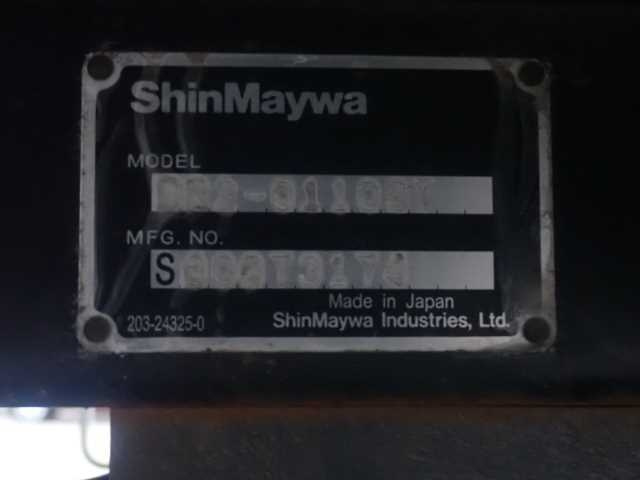 ShinMaywa
MODEL
MFG. NO.
S
Made in Japan
203-24325-0
ShinMaywa Industries, Ltd.